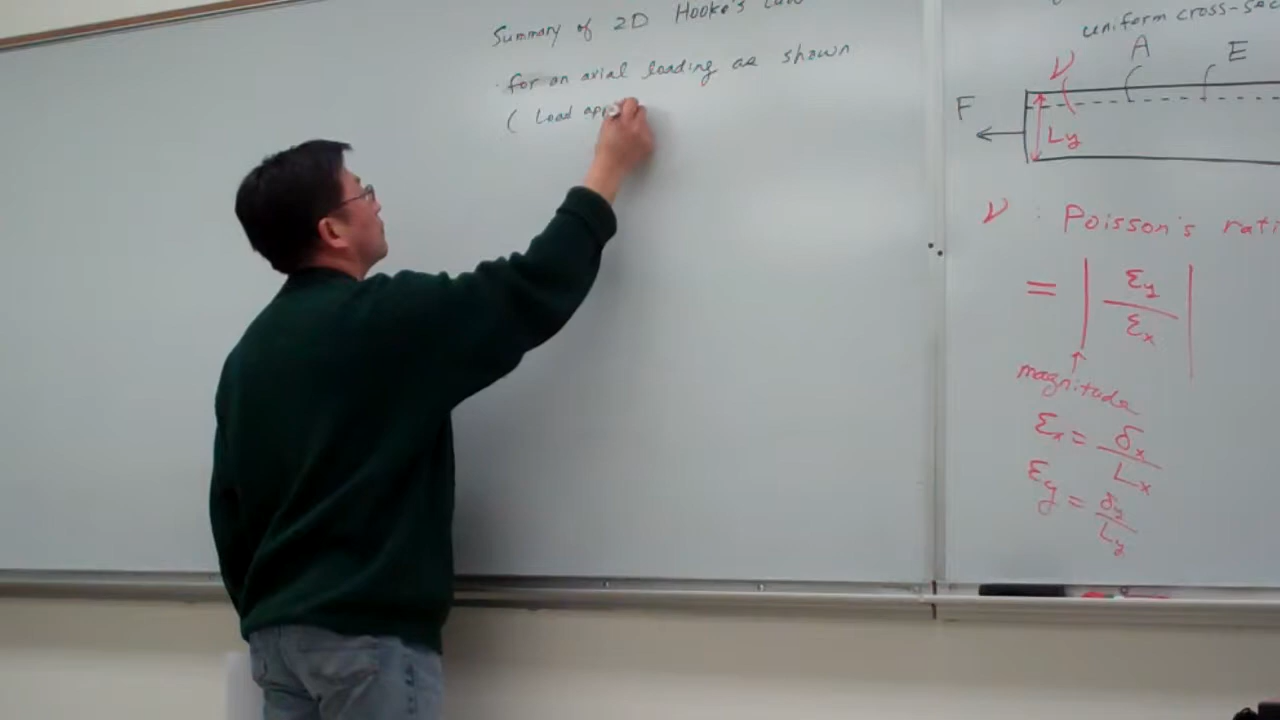 Summary of 2D Hooke's Law
· for an axial loading as shown
( Load app
uniform cross-sec
ν A E
F
Ly
ν : Poisson's rati
= | εy / εx |
↑
magnitude
εx = δx / Lx
εy = δy / Ly